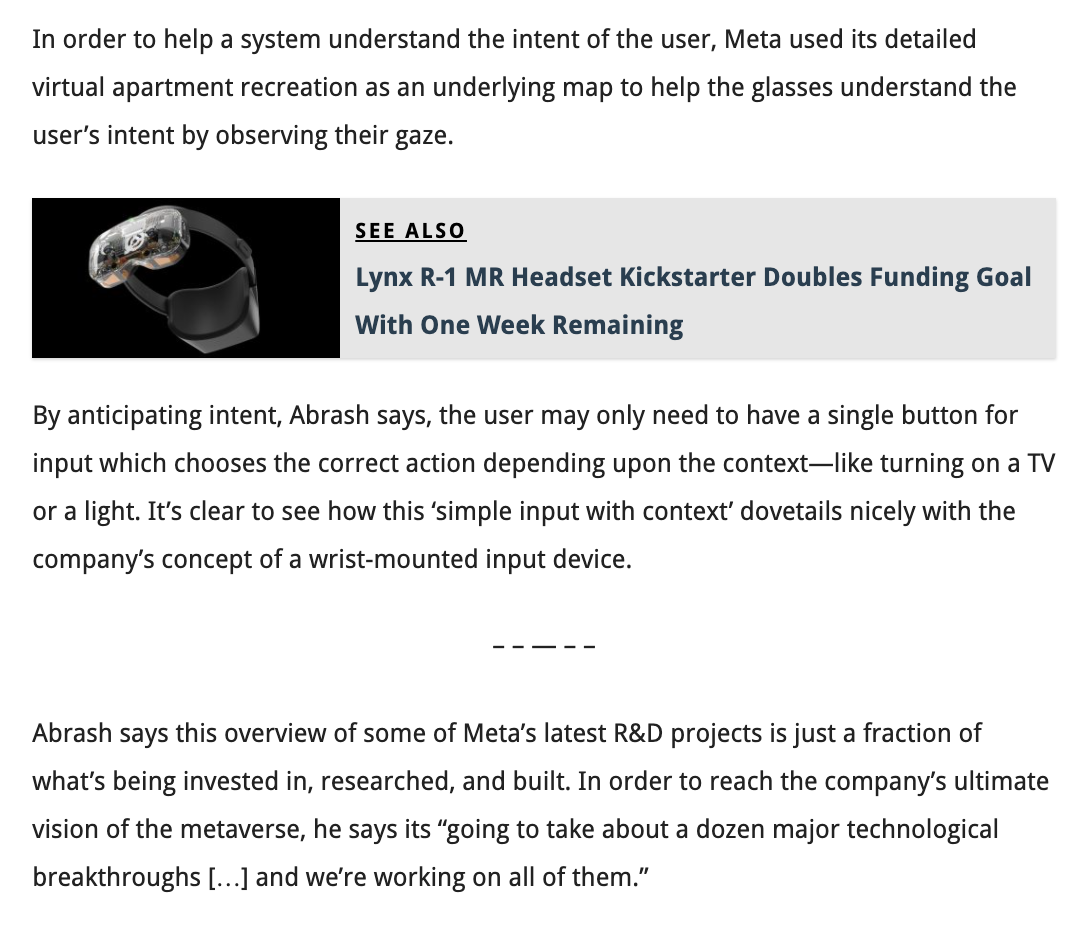 In order to help a system understand the intent of the user, Meta used its detailed
virtual apartment recreation as an underlying map to help the glasses understand the
user’s intent by observing their gaze.
SEE ALSO
Lynx R-1 MR Headset Kickstarter Doubles Funding Goal
With One Week Remaining
By anticipating intent, Abrash says, the user may only need to have a single button for
input which chooses the correct action depending upon the context—like turning on a TV
or a light. It’s clear to see how this ‘simple input with context’ dovetails nicely with the
company’s concept of a wrist-mounted input device.
– – — – –
Abrash says this overview of some of Meta’s latest R&D projects is just a fraction of
what’s being invested in, researched, and built. In order to reach the company’s ultimate
vision of the metaverse, he says its “going to take about a dozen major technological
breakthroughs […] and we’re working on all of them.”